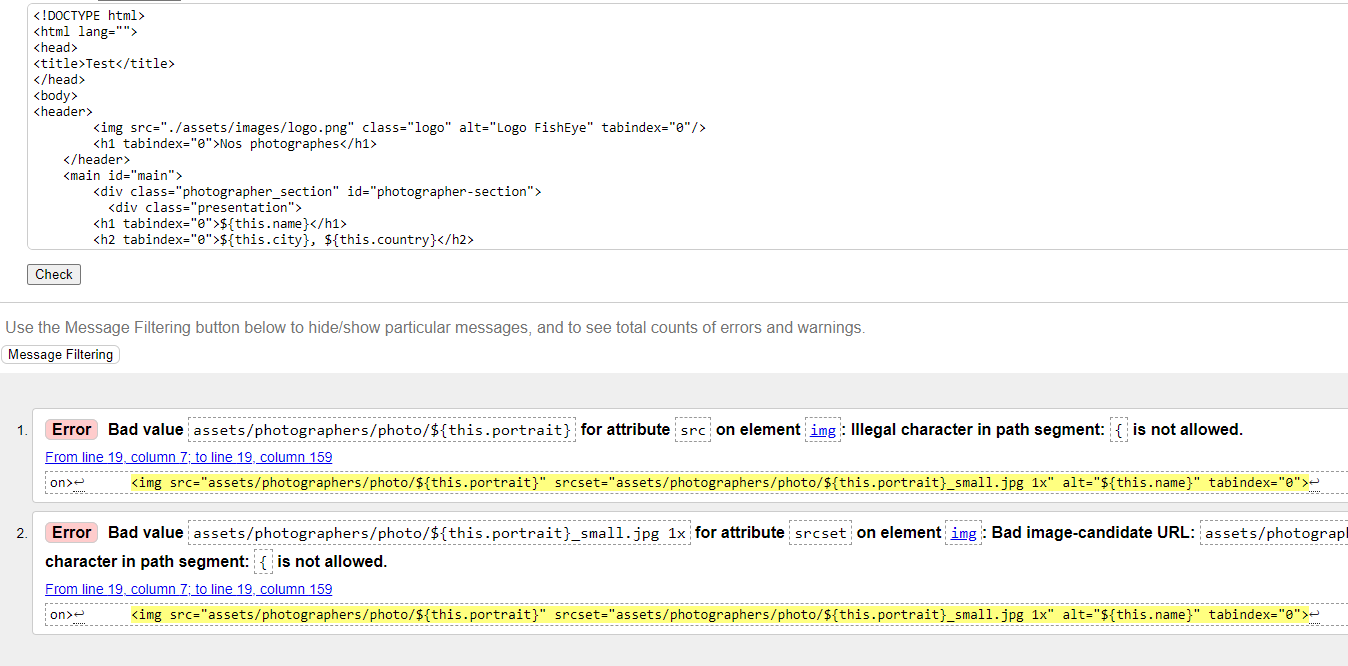 <!DOCTYPE html>
<html lang="">
<head>
<title>Test</title>
</head>
<body>
<header>
<img src="./assets/images/logo.png" class="logo" alt="Logo FishEye" tabindex="0"/>
<h1 tabindex="0">Nos photographes</h1>
</header>
<main id="main">
<div class="photographer_section" id="photographer-section">
<div class="presentation">
<h1 tabindex="0">${this.name}</h1>
<h2 tabindex="0">${this.city}, ${this.country}</h2>
Check
Use the Message Filtering button below to hide/show particular messages, and to see total counts of errors and warnings.
Message Filtering
1. Error Bad value assets/photographers/photo/${this.portrait} for attribute src on element img: Illegal character in path segment: { is not allowed.
From line 19, column 7; to line 19, column 159
on>↩ <img src="assets/photographers/photo/${this.portrait}" srcset="assets/photographers/photo/${this.portrait}_small.jpg 1x" alt="${this.name}" tabindex="0">↩
2. Error Bad value assets/photographers/photo/${this.portrait}_small.jpg 1x for attribute srcset on element img: Bad image-candidate URL: assets/photograp
character in path segment: { is not allowed.
From line 19, column 7; to line 19, column 159
on>↩ <img src="assets/photographers/photo/${this.portrait}" srcset="assets/photographers/photo/${this.portrait}_small.jpg 1x" alt="${this.name}" tabindex="0">↩